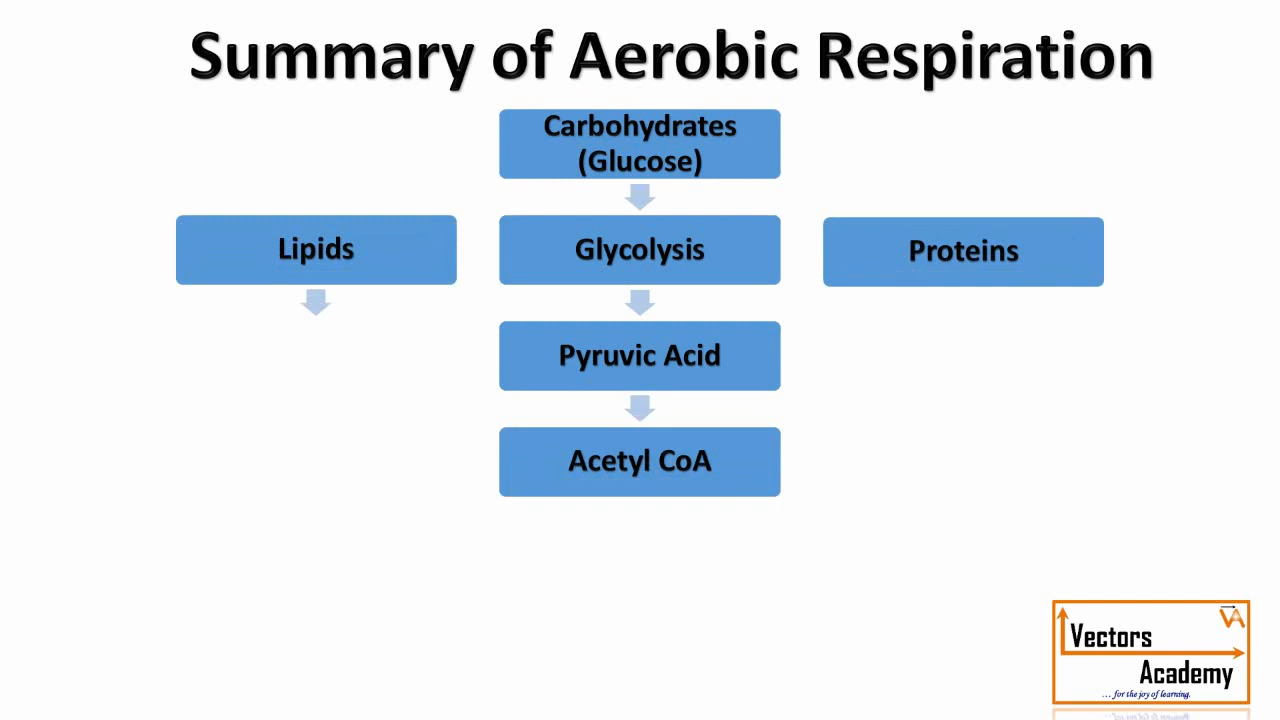 Summary of Aerobic Respiration
Carbohydrates
(Glucose)
Lipids
Glycolysis
Proteins
Pyruvic Acid
Acetyl CoA
VA
Vectors
Academy
... for the joy of learning.